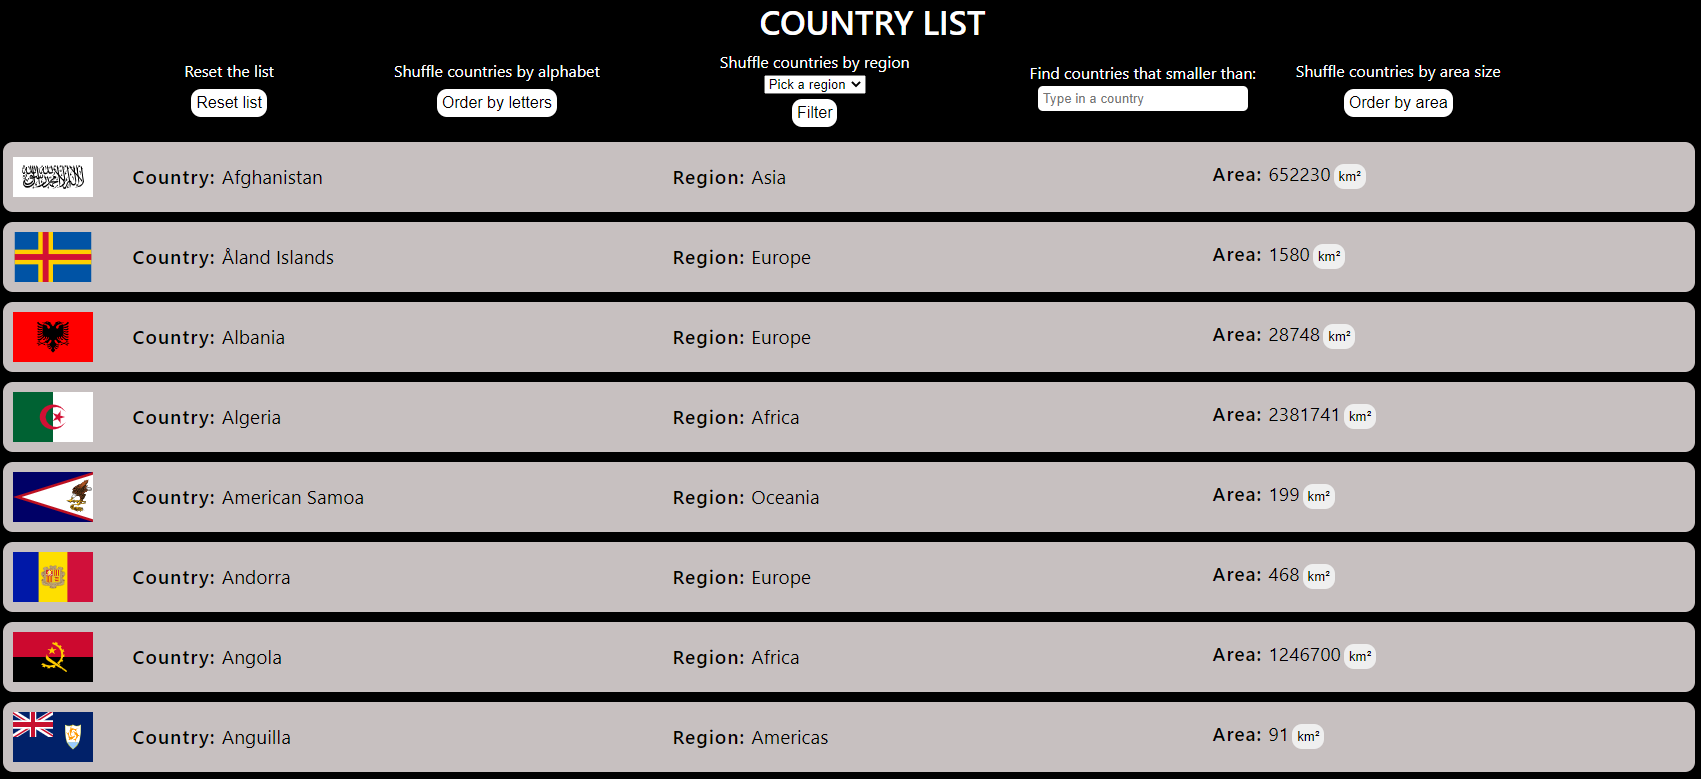 COUNTRY LIST
Reset the list
Reset list
Shuffle countries by alphabet
Order by letters
Shuffle countries by region
Pick a region
Filter
Find countries that smaller than:
Type in a country
Shuffle countries by area size
Order by area
Country: Afghanistan Region: Asia Area: 652230 km²
Country: Åland Islands Region: Europe Area: 1580 km²
Country: Albania Region: Europe Area: 28748 km²
Country: Algeria Region: Africa Area: 2381741 km²
Country: American Samoa Region: Oceania Area: 199 km²
Country: Andorra Region: Europe Area: 468 km²
Country: Angola Region: Africa Area: 1246700 km²
Country: Anguilla Region: Americas Area: 91 km²